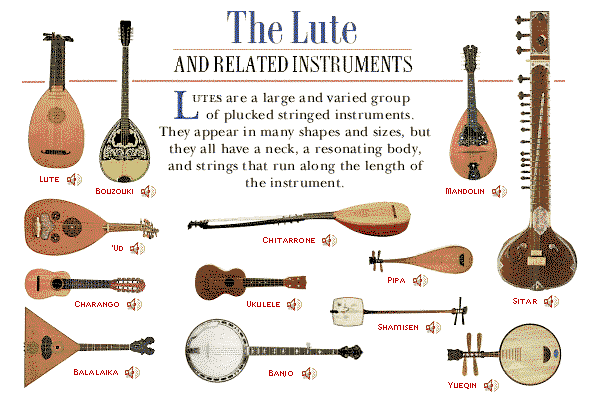 The Lute
AND RELATED INSTRUMENTS
LUTES are a large and varied group
of plucked stringed instruments.
They appear in many shapes and sizes, but
they all have a neck, a resonating body,
and strings that run along the length of
the instrument.
LUTE
BOUZOUKI
MANDOLIN
'UD
CHITARRONE
PIPA
SITAR
CHARANGO
UKULELE
SHAMISEN
BALALAIKA
BANJO
YUEQIN